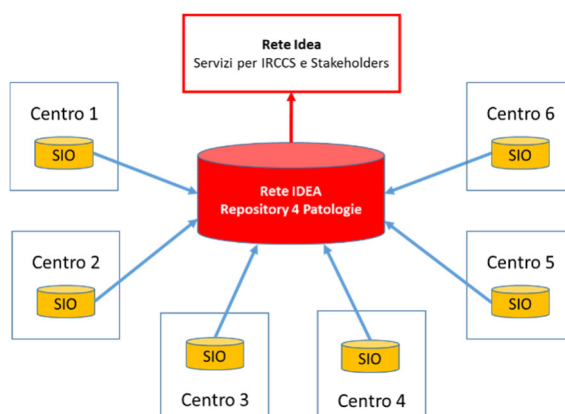 Rete Idea
Servizi per IRCCS e Stakeholders
Centro 1
SIO
Centro 6
SIO
Rete IDEA
Repository 4 Patologie
Centro 2
SIO
Centro 5
SIO
SIO
Centro 3
SIO
Centro 4